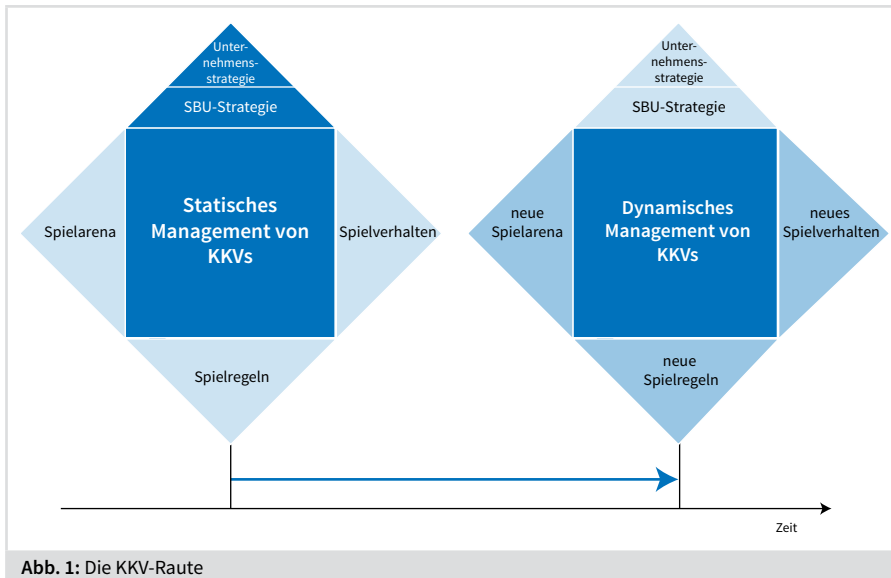 Unter-
nehmens-
strategie
SBU-Strategie
Statisches
Management von
KKVs
Spielarena
Spielverhalten
Spielregeln
Unter-
nehmens-
strategie
SBU-Strategie
neue
Spielarena
Dynamisches
Management von
KKVs
neues
Spielverhalten
neue
Spielregeln
Zeit
Abb. 1: Die KKV-Raute